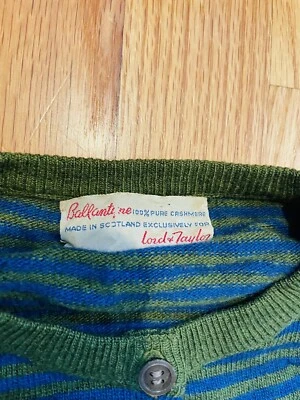 Ballantyne 100% PURE CASHMERE
MADE IN SCOTLAND EXCLUSIVELY FOR
Lord & Taylor